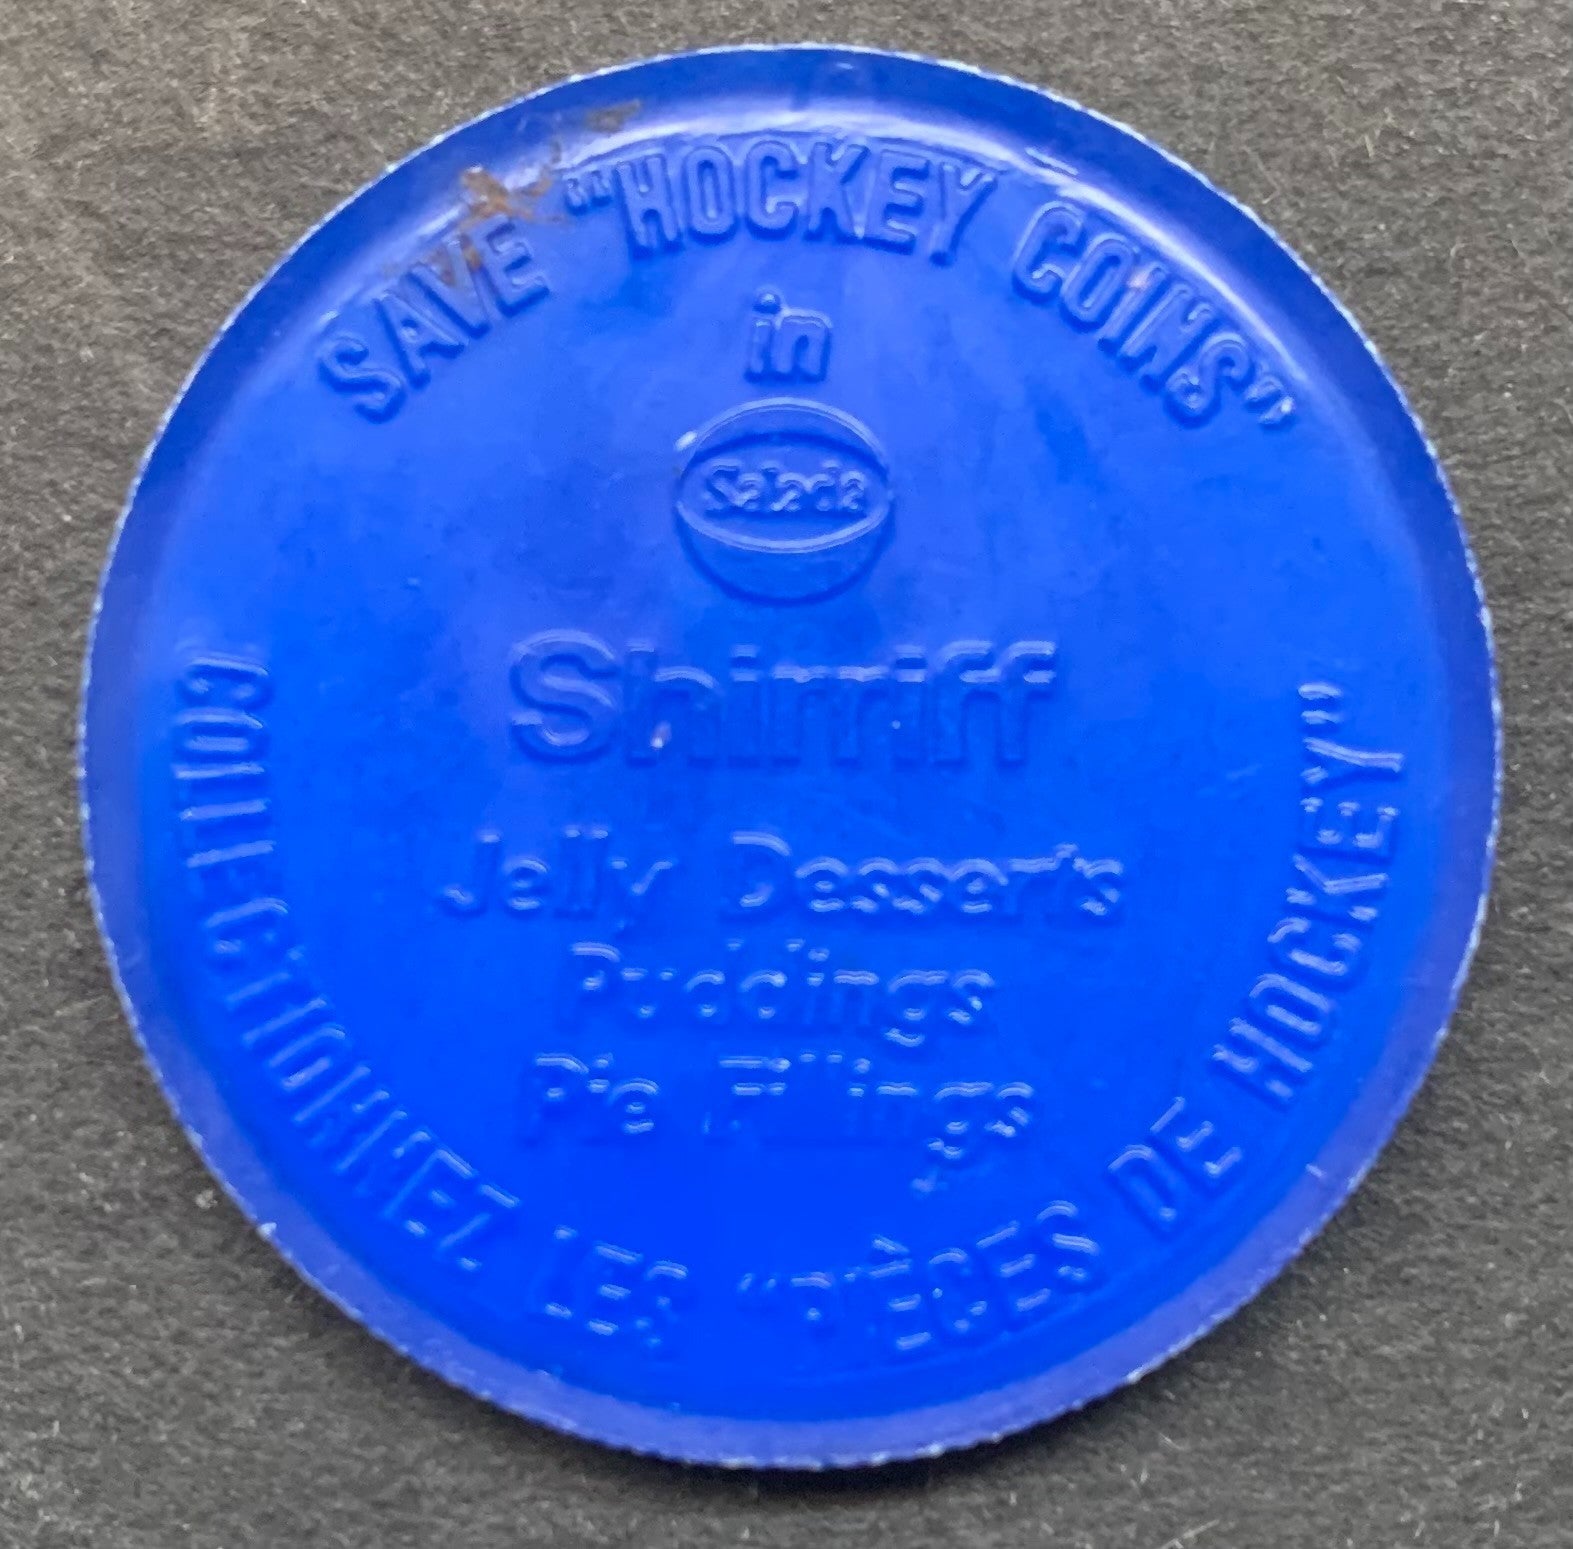 SAVE "HOCKEY COINS"
in
Salada
Shirriff
Jelly Desserts
Puddings
Pie Fillings
COLLECTIONNEZ LES "PIÈCES DE HOCKEY"